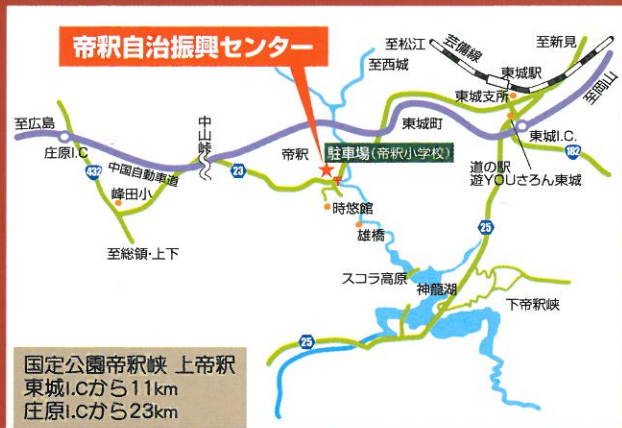 帝釈自治振興センター
至松江
芸備線
至新見
至西城
東城駅
東城支所
至岡山
至広島
庄原I.C
中山峠
東城町
東城I.C.
帝釈
駐車場(帝釈小学校)
182
中国自動車道
432
23
道の駅
遊YOUさろん東城
峰田小
時悠館
25
雄橋
至総領・上下
スコラ高原
神龍湖
下帝釈峡
25
国定公園帝釈峡 上帝釈
東城I.Cから11km
庄原I.Cから23km